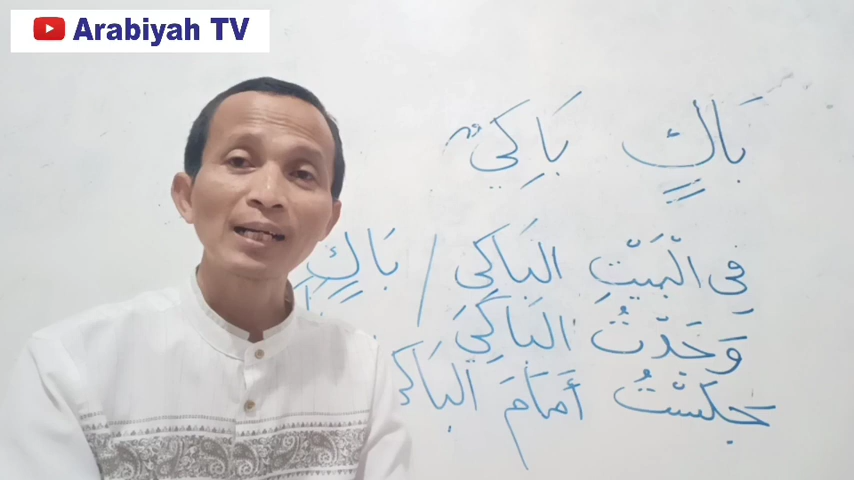 Arabiyah TV
بَاكٍ بَاكِيٌ
فِي الْبَيْتِ الْبَاكِي / بَاكٍ
وَجَدْتُ الْبَاكِيَ
جَلَسْتُ أَمَامَ